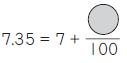 7.35 = 7 + ○/100